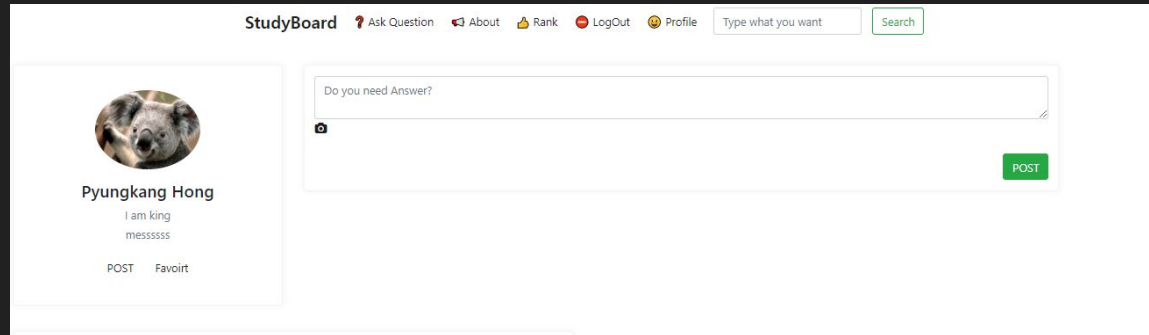 StudyBoard ❓ Ask Question 📢 About 👍 Rank ⛔ LogOut 😀 Profile Type what you want Search
Do you need Answer?
POST
Pyungkang Hong
I am king
messssss
POST Favoirt